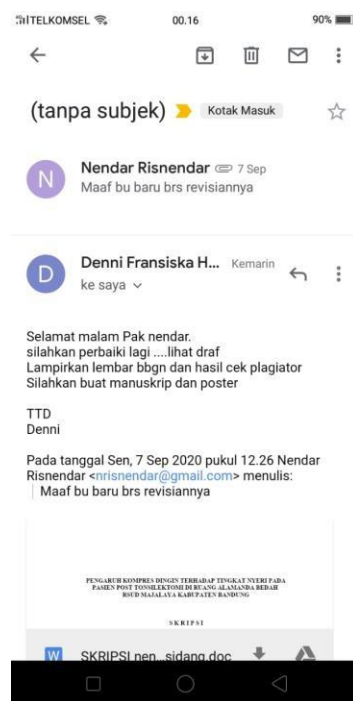 TELKOMSEL 00.16 90%
(tanpa subjek) Kotak Masuk
N
Nendar Risnendar 7 Sep
Maaf bu baru brs revisiannya
D
Denni Fransiska H... Kemarin
ke saya
Selamat malam Pak nendar.
silahkan perbaiki lagi ....lihat draf
Lampirkan lembar bbgn dan hasil cek plagiator
Silahkan buat manuskrip dan poster
TTD
Denni
Pada tanggal Sen, 7 Sep 2020 pukul 12.26 Nendar
Risnendar <nrisnendar@gmail.com> menulis:
Maaf bu baru brs revisiannya
PENGARUH KOMPRES DINGIN TERHADAP TINGKAT NYERI PADA
PASIEN POST TONSILEKTOMI DI RUANG ALAMANDA BEDAH
RSUD MAJALAYA KABUPATEN BANDUNG
SKRIPSI
W SKRIPSI nen...sidang.doc